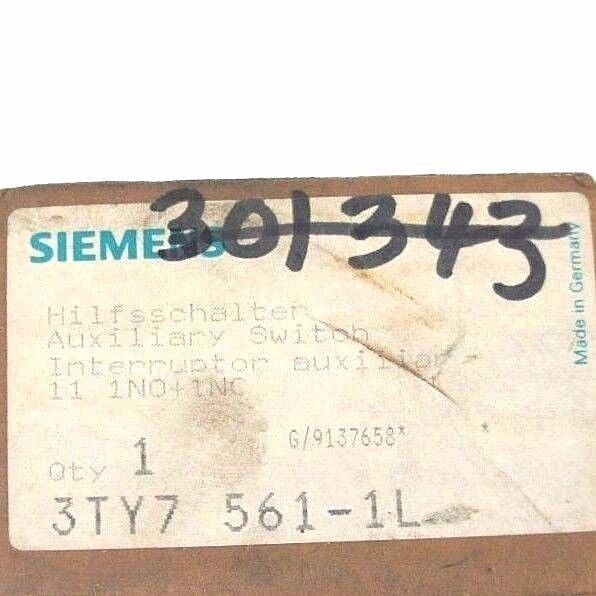 301343
SIEMENS
Made in Germany
Hilfsschalter
Auxiliary Switch
Interruptor auxiliar
11 1NO+1NC
G/9137658* *
Qty 1
3TY7 561-1L